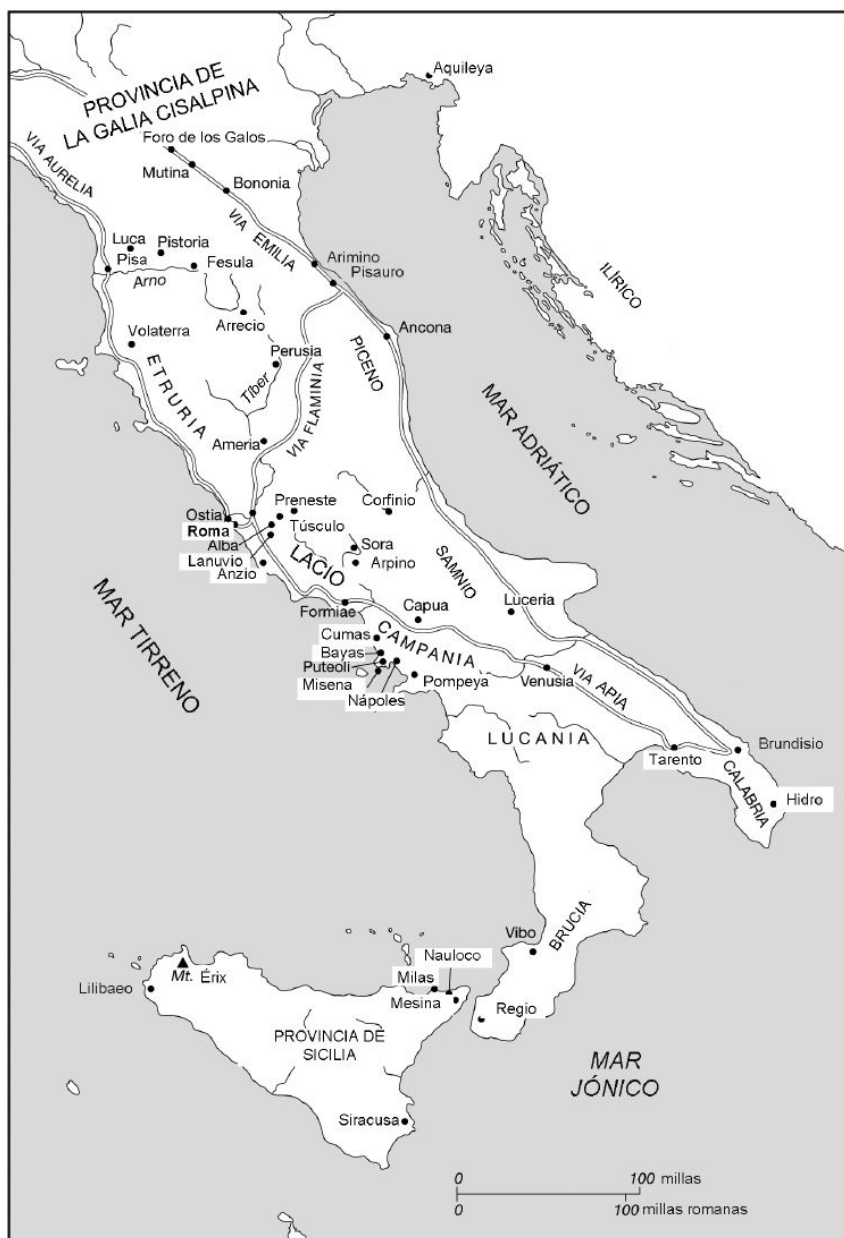 Aquileya
PROVINCIA DE
LA GALIA CISALPINA
Foro de los Galos
VIA AURELIA
Mutina
Bononia
VIA EMILIA
Luca
Pistoria
Pisa
Fesula
Arno
Arimino
Pisauro
ILÍRICO
Arrecio
Volaterra
Ancona
Perusia
PICENO
ETRURIA
Tíber
VIA FLAMINIA
MAR ADRIÁTICO
Ameria
Preneste
Corfinio
Ostia
Túsculo
Roma
Alba
Sora
Lanuvio
LACIO
Arpino
Anzio
SAMNIO
MAR TIRRENO
Formiae
Capua
Luceria
Cumas
CAMPANIA
Bayas
Puteoli
Misena
Pompeya
Venusia
VIA APIA
Nápoles
LUCANIA
Brundisio
Tarento
CALABRIA
Hidro
BRUCIA
Vibo
Nauloco
Mt. Érix
Milas
Lilibaeo
Mesina
Regio
PROVINCIA DE
SICILIA
MAR
JÓNICO
Siracusa
0 100 millas
0 100 millas romanas